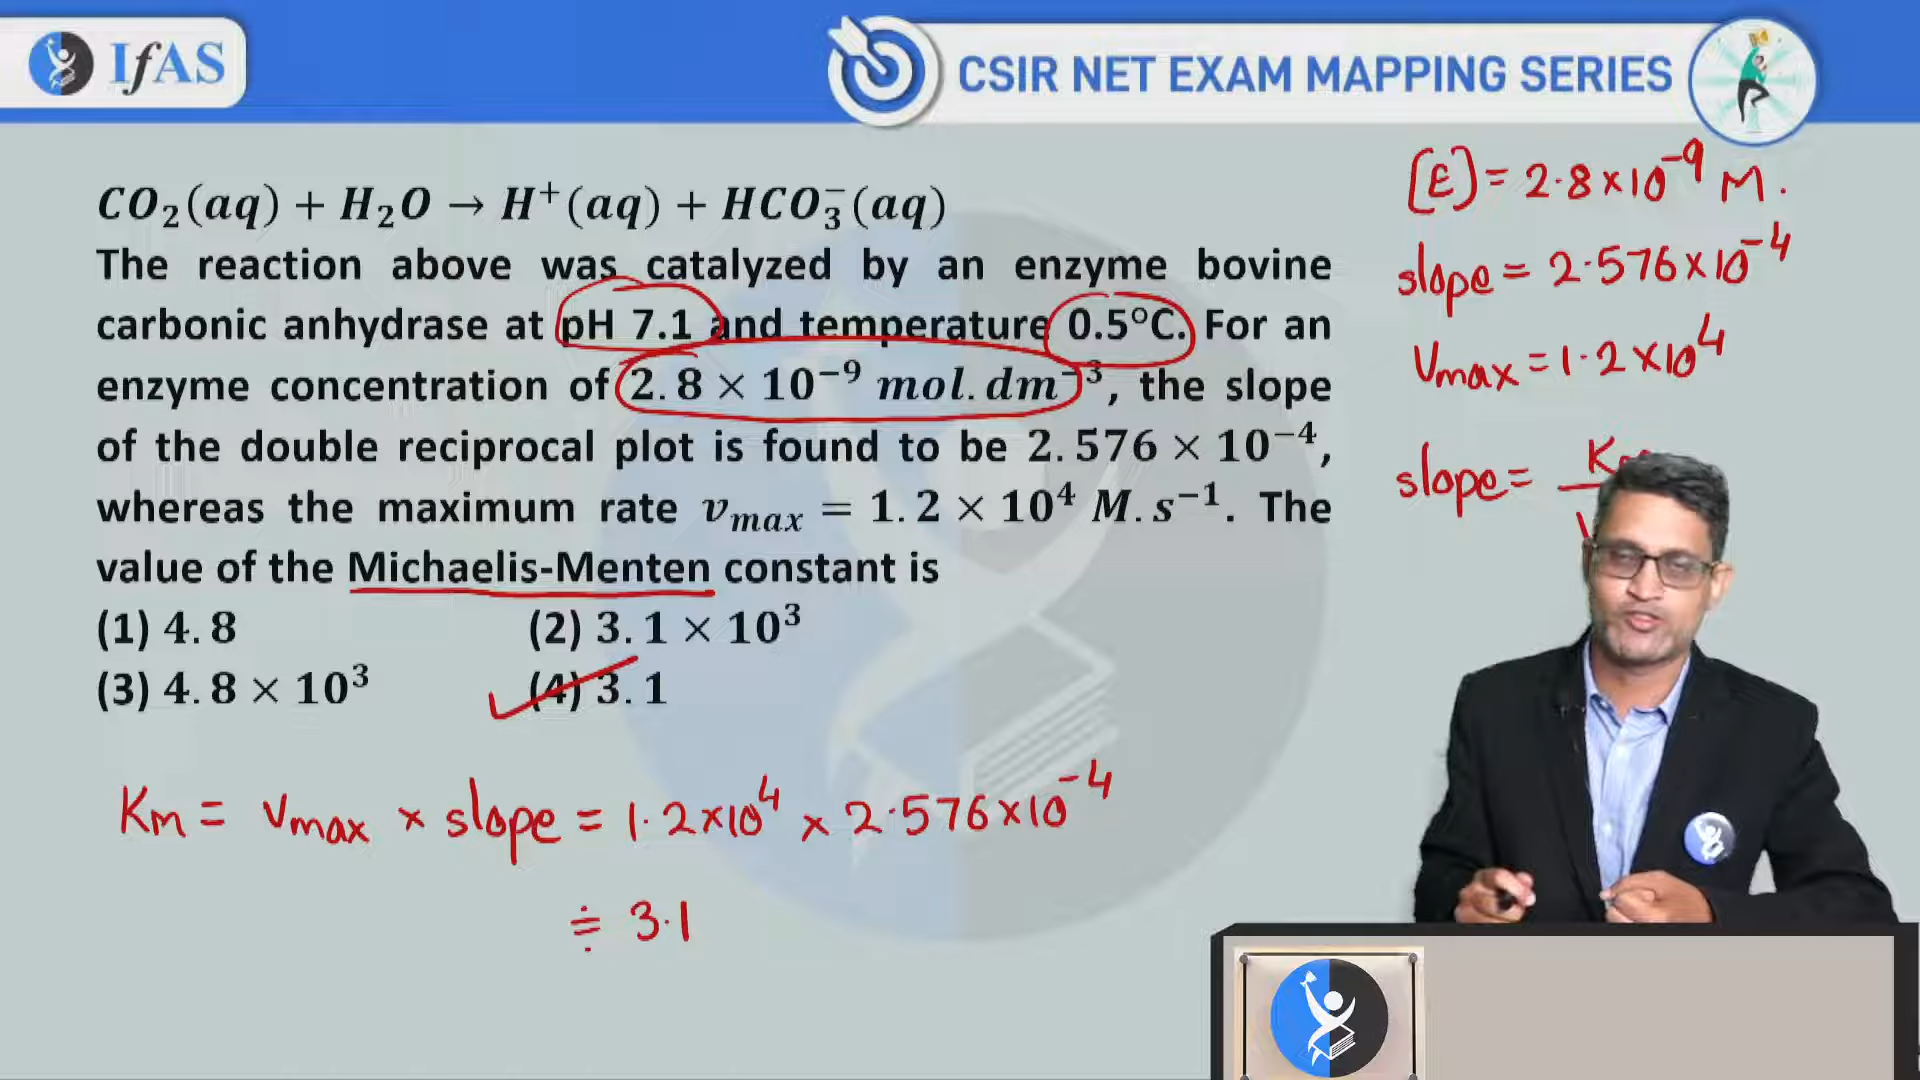 IfAS
CSIR NET EXAM MAPPING SERIES
CO₂(aq) + H₂O → H⁺(aq) + HCO₃⁻(aq)
The reaction above was catalyzed by an enzyme bovine
carbonic anhydrase at pH 7.1 and temperature 0.5°C. For an
enzyme concentration of 2.8 × 10⁻⁹ mol. dm⁻³, the slope
of the double reciprocal plot is found to be 2.576 × 10⁻⁴,
whereas the maximum rate vₘₐₓ = 1.2 × 10⁴ M. s⁻¹. The
value of the Michaelis-Menten constant is
(1) 4.8 (2) 3.1 × 10³
(3) 4.8 × 10³ (4) 3.1
Km = Vmax × slope = 1.2×10⁴ × 2.576×10⁻⁴
≑ 3.1
[E] = 2.8×10⁻⁹ M.
slope = 2.576×10⁻⁴
Vmax = 1.2×10⁴
slope =